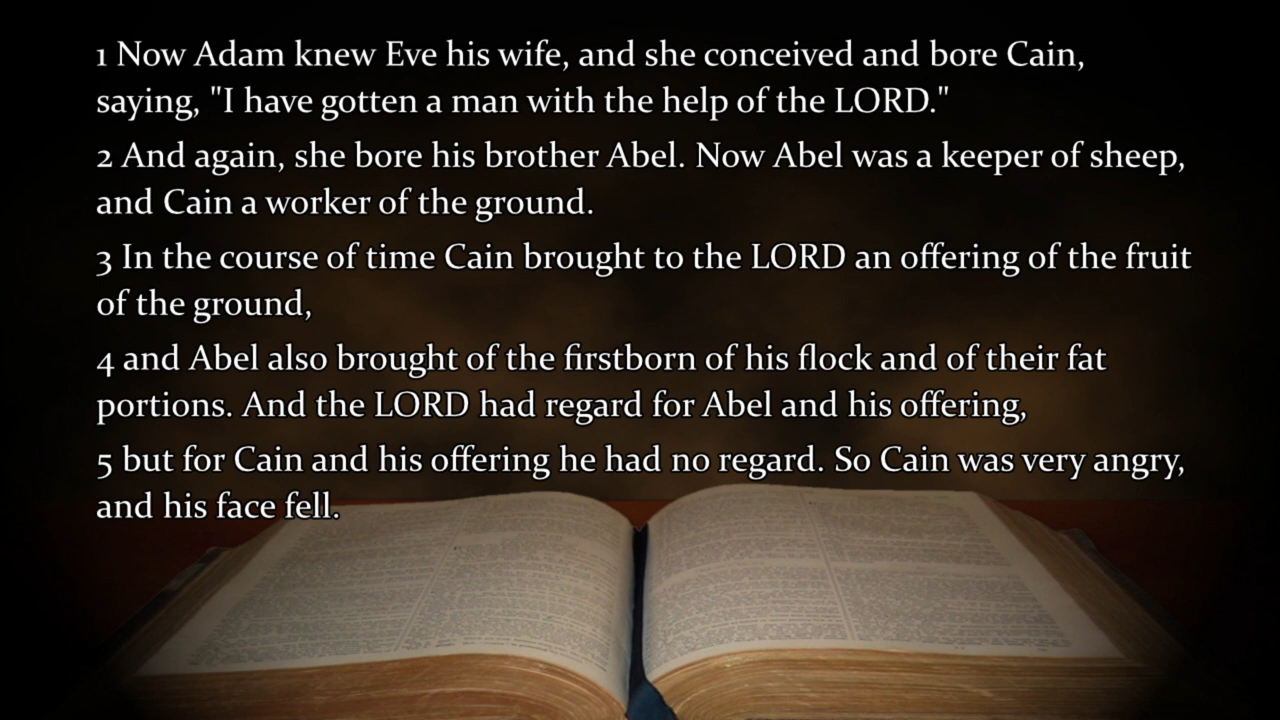 1 Now Adam knew Eve his wife, and she conceived and bore Cain,
saying, "I have gotten a man with the help of the LORD."
2 And again, she bore his brother Abel. Now Abel was a keeper of sheep,
and Cain a worker of the ground.
3 In the course of time Cain brought to the LORD an offering of the fruit
of the ground,
4 and Abel also brought of the firstborn of his flock and of their fat
portions. And the LORD had regard for Abel and his offering,
5 but for Cain and his offering he had no regard. So Cain was very angry,
and his face fell.